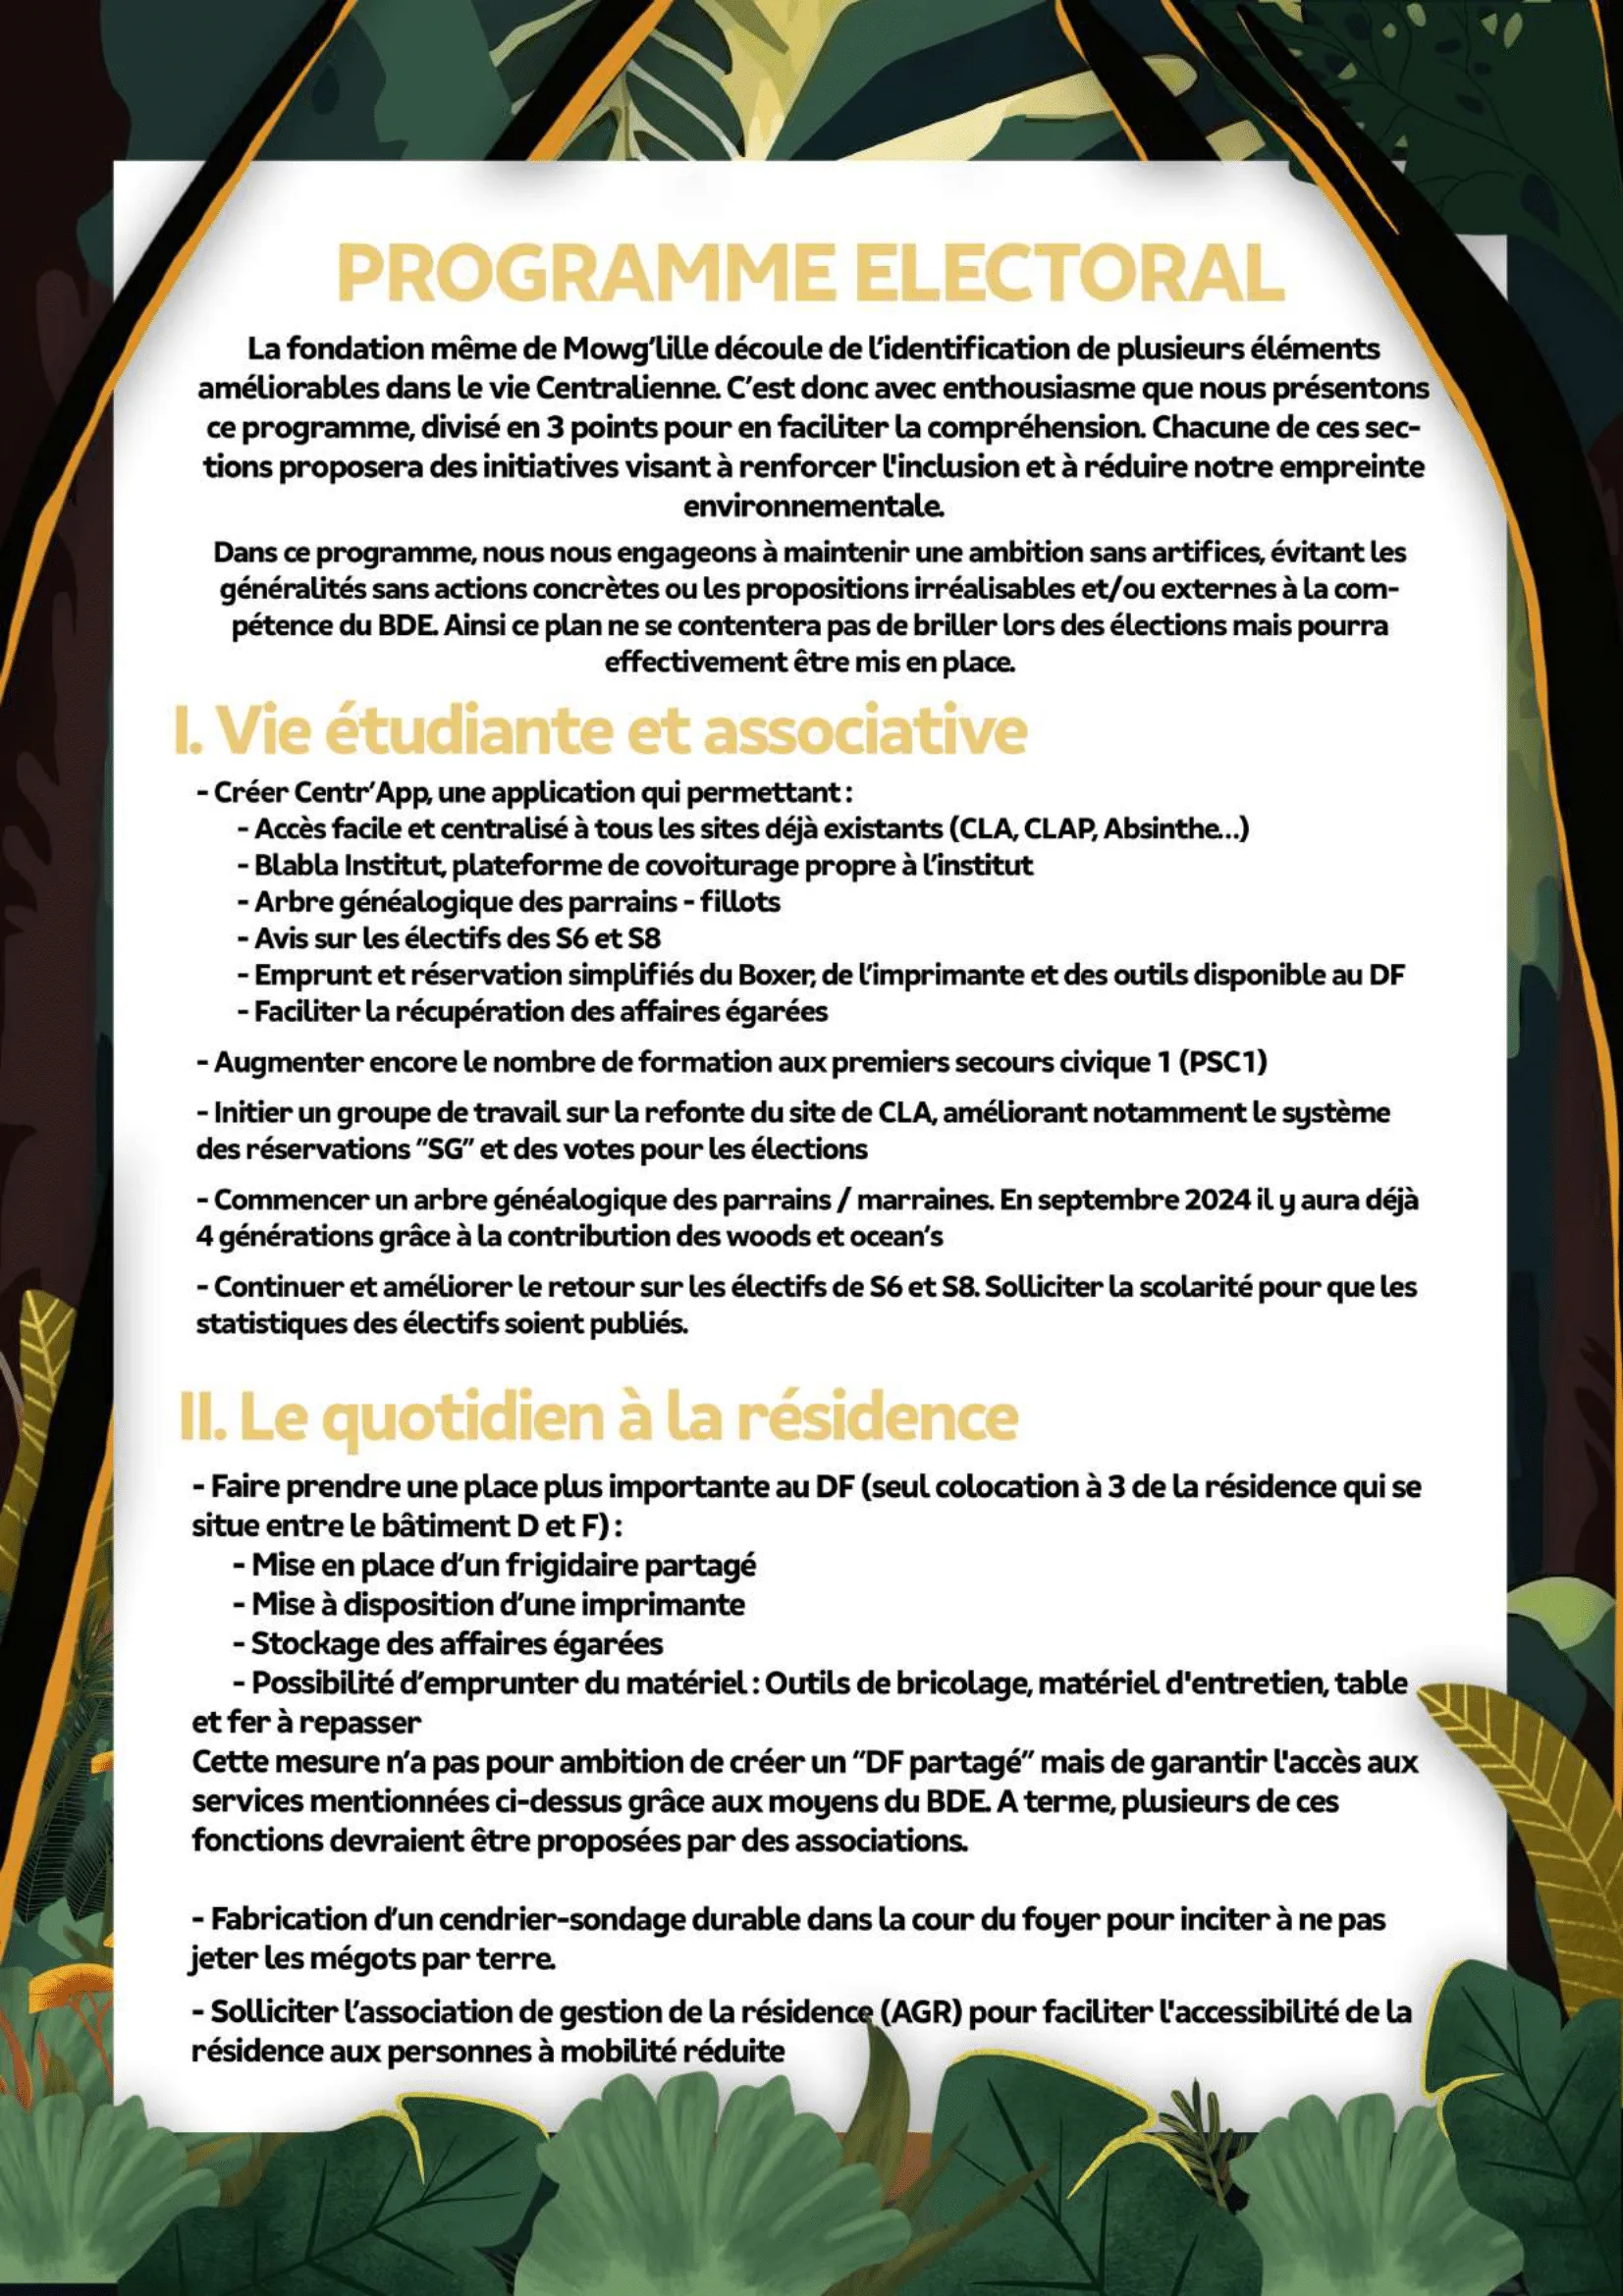 PROGRAMME ELECTORAL
La fondation même de Mowg'lille découle de l'identification de plusieurs éléments
améliorables dans le vie Centralienne. C'est donc avec enthousiasme que nous présentons
ce programme, divisé en 3 points pour en faciliter la compréhension. Chacune de ces sec-
tions proposera des initiatives visant à renforcer l'inclusion et à réduire notre empreinte
environnementale.
Dans ce programme, nous nous engageons à maintenir une ambition sans artifices, évitant les
généralités sans actions concrètes ou les propositions irréalisables et/ou externes à la com-
pétence du BDE. Ainsi ce plan ne se contentera pas de briller lors des élections mais pourra
effectivement être mis en place.
I. Vie étudiante et associative
- Créer Centr'App, une application qui permettant :
- Accès facile et centralisé à tous les sites déjà existants (CLA, CLAP, Absinthe...)
- Blabla Institut, plateforme de covoiturage propre à l'institut
- Arbre généalogique des parrains - fillots
- Avis sur les électifs des S6 et S8
- Emprunt et réservation simplifiés du Boxer, de l'imprimante et des outils disponible au DF
- Faciliter la récupération des affaires égarées
- Augmenter encore le nombre de formation aux premiers secours civique 1 (PSC1)
- Initier un groupe de travail sur la refonte du site de CLA, améliorant notamment le système
des réservations "SG" et des votes pour les élections
- Commencer un arbre généalogique des parrains / marraines. En septembre 2024 il y aura déjà
4 générations grâce à la contribution des woods et ocean's
- Continuer et améliorer le retour sur les électifs de S6 et S8. Solliciter la scolarité pour que les
statistiques des électifs soient publiés.
II. Le quotidien à la résidence
- Faire prendre une place plus importante au DF (seul colocation à 3 de la résidence qui se
situe entre le bâtiment D et F) :
- Mise en place d'un frigidaire partagé
- Mise à disposition d'une imprimante
- Stockage des affaires égarées
- Possibilité d'emprunter du matériel : Outils de bricolage, matériel d'entretien, table
et fer à repasser
Cette mesure n'a pas pour ambition de créer un "DF partagé" mais de garantir l'accès aux
services mentionnées ci-dessus grâce aux moyens du BDE. A terme, plusieurs de ces
fonctions devraient être proposées par des associations.
- Fabrication d'un cendrier-sondage durable dans la cour du foyer pour inciter à ne pas
jeter les mégots par terre.
- Solliciter l'association de gestion de la résidence (AGR) pour faciliter l'accessibilité de la
résidence aux personnes à mobilité réduite